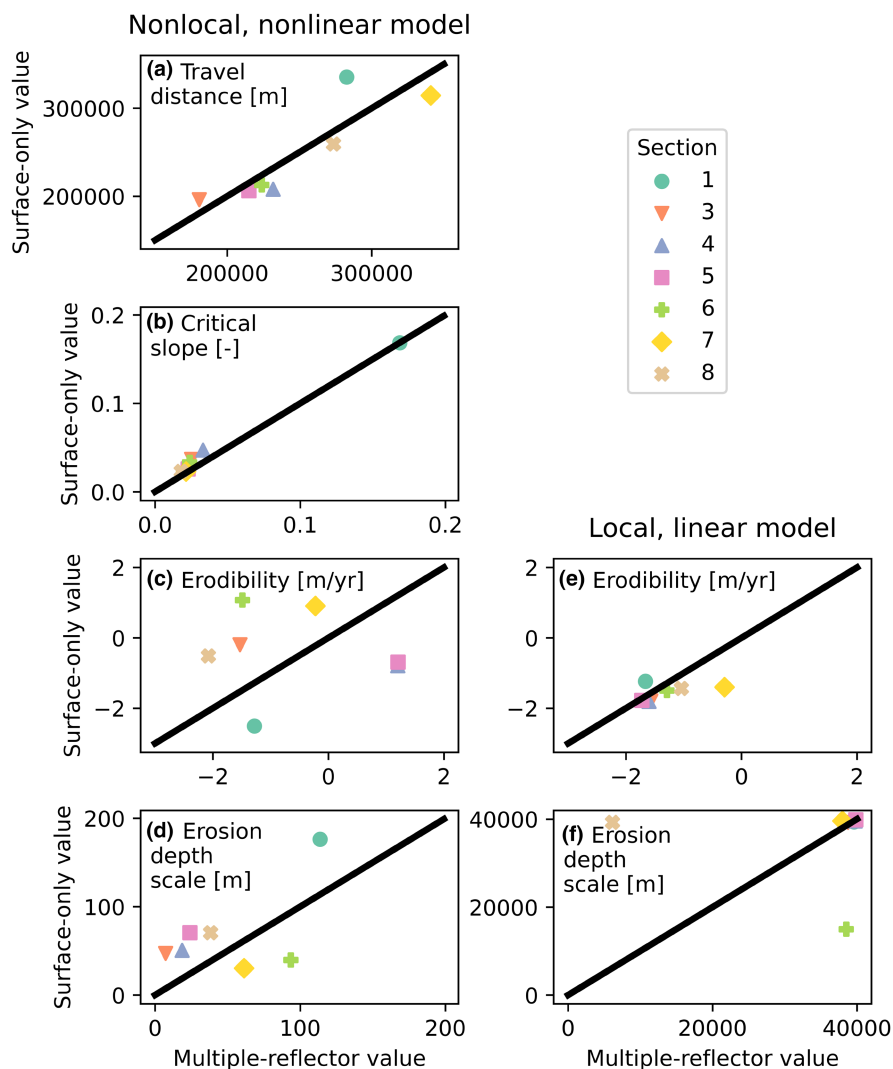 Nonlocal, nonlinear model
(a) Travel
distance [m]
Surface-only value
300000
200000
200000 300000
Section
1
3
4
5
6
7
8
(b) Critical
slope [-]
Surface-only value
0.2
0.1
0.0
0.0 0.1 0.2
(c) Erodibility [m/yr]
Surface-only value
2
0
−2
−2 0 2
Local, linear model
(e) Erodibility [m/yr]
2
0
−2
−2 0 2
(d) Erosion
depth
scale [m]
Surface-only value
200
100
0
0 100 200
Multiple-reflector value
(f) Erosion
depth
scale [m]
40000
20000
0
0 20000 40000
Multiple-reflector value